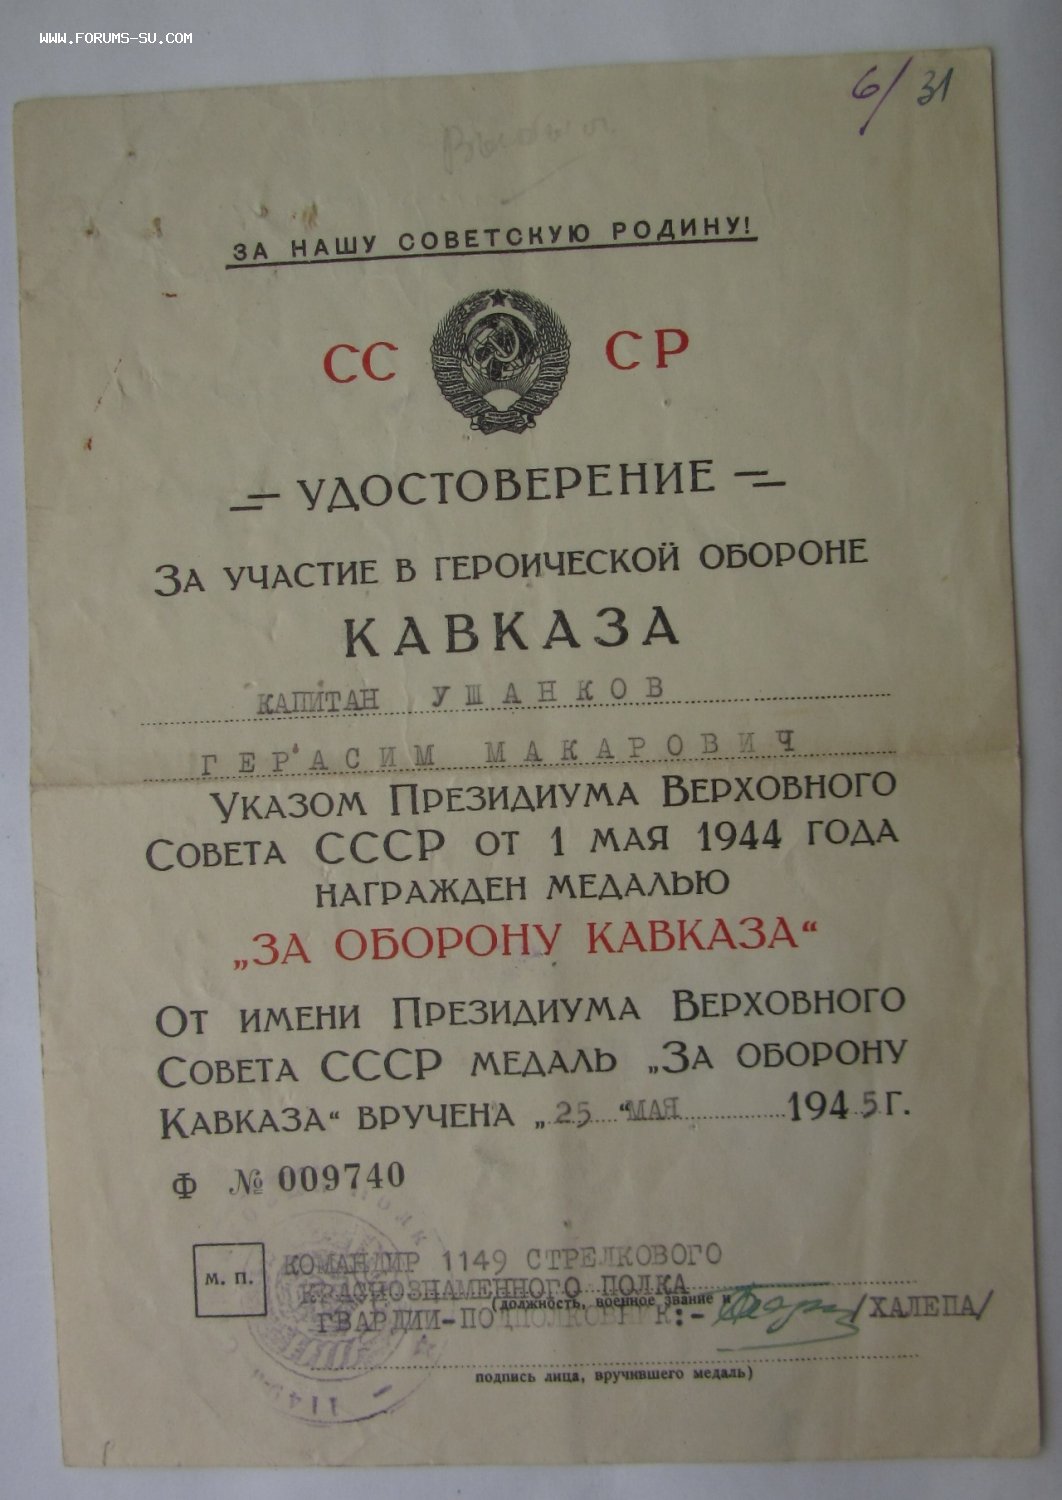 WWW.FORUMS-SU.COM
6/31
ЗА НАШУ СОВЕТСКУЮ РОДИНУ!
СС СР
УДОСТОВЕРЕНИЕ
ЗА УЧАСТИЕ В ГЕРОИЧЕСКОЙ ОБОРОНЕ
КАВКАЗА
КАПИТАН УШАНКОВ
ГЕРАСИМ МАКАРОВИЧ
УКАЗОМ ПРЕЗИДИУМА ВЕРХОВНОГО
СОВЕТА СССР ОТ 1 МАЯ 1944 ГОДА
НАГРАЖДЕН МЕДАЛЬЮ
„ЗА ОБОРОНУ КАВКАЗА“
ОТ ИМЕНИ ПРЕЗИДИУМА ВЕРХОВНОГО
СОВЕТА СССР МЕДАЛЬ „ЗА ОБОРОНУ
КАВКАЗА“ ВРУЧЕНА „25“ МАЯ 1945 Г.
Ф № 009740
М. П.
КОМАНДИР 1149 СТРЕЛКОВОГО
КРАСНОЗНАМЕННОГО ПОЛКА
(должность, военное звание и
ГВАРДИИ-ПОДПОЛКОВНИК:- /ХАЛЕПА/
подпись лица, вручившего медаль)